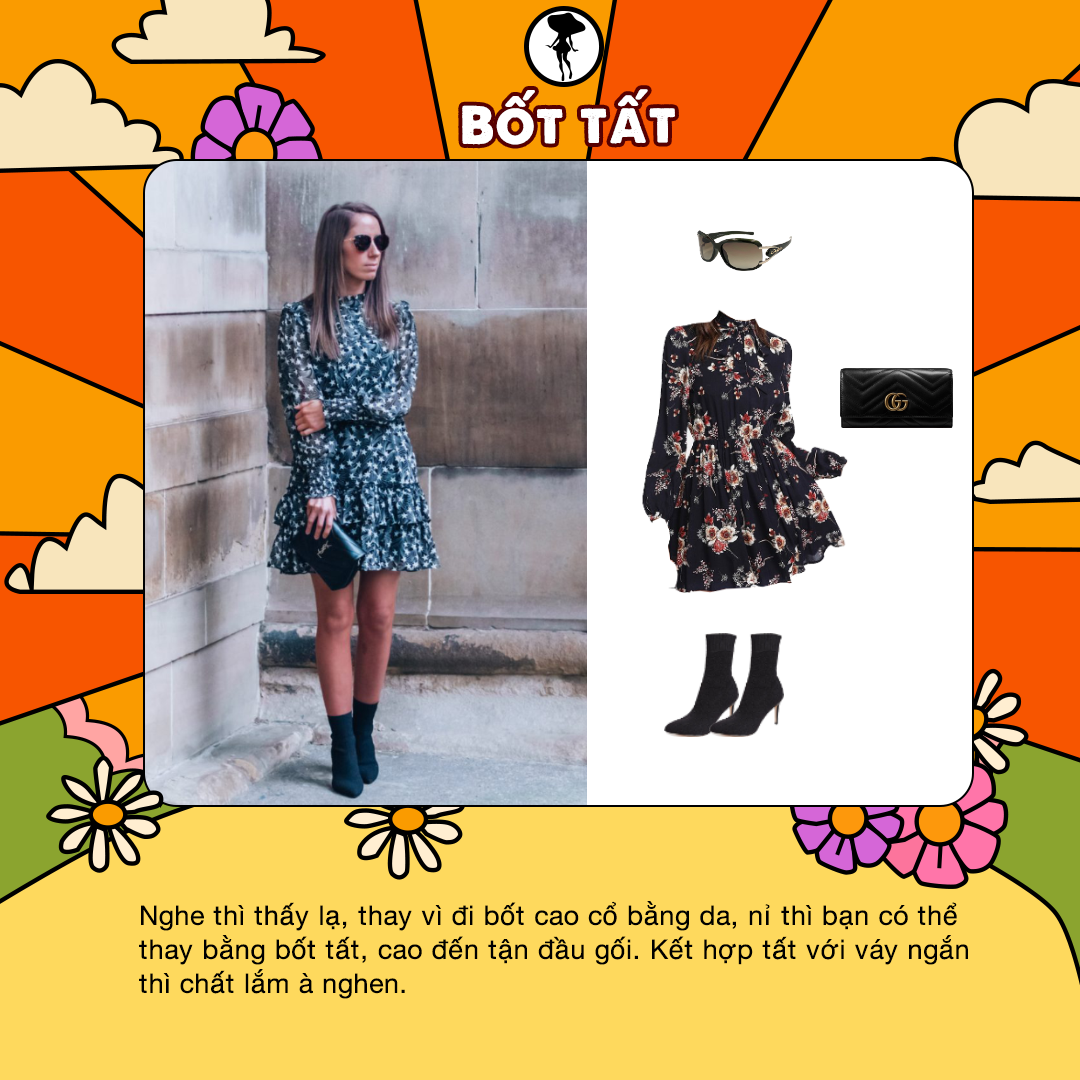 BỐT TẤT
Nghe thì thấy lạ, thay vì đi bốt cao cổ bằng da, nỉ thì bạn có thể
thay bằng bốt tất, cao đến tận đầu gối. Kết hợp tất với váy ngắn
thì chất lắm à nghen.